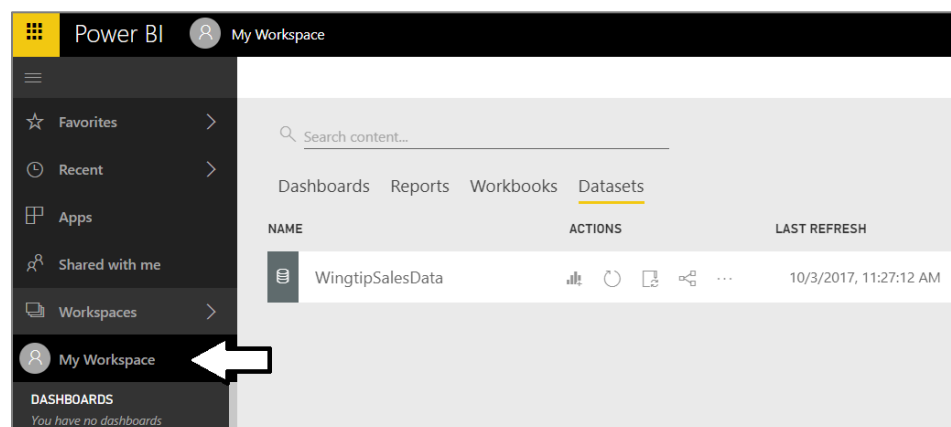 Power BI My Workspace
Favorites
Recent
Apps
Shared with me
Workspaces
My Workspace
DASHBOARDS
You have no dashboards
Search content...
Dashboards Reports Workbooks Datasets
NAME ACTIONS LAST REFRESH
WingtipSalesData ... 10/3/2017, 11:27:12 AM